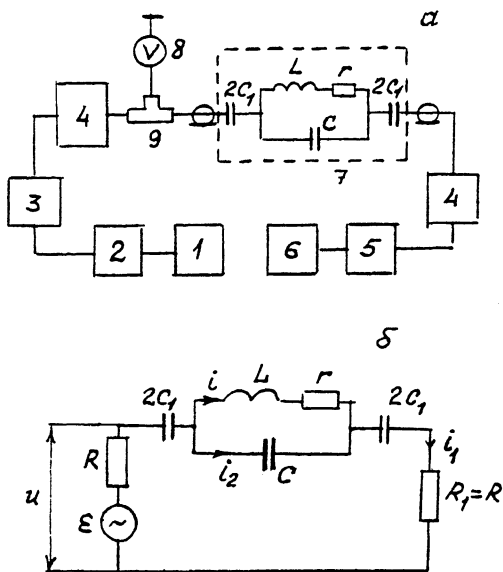 а
V 8
2C₁ L r 2C₁
4 9 C 4
7
3
2 1 6 5
б
2C₁ i L r 2C₁
R i₂ C i₁
u R₁=R
ε ~